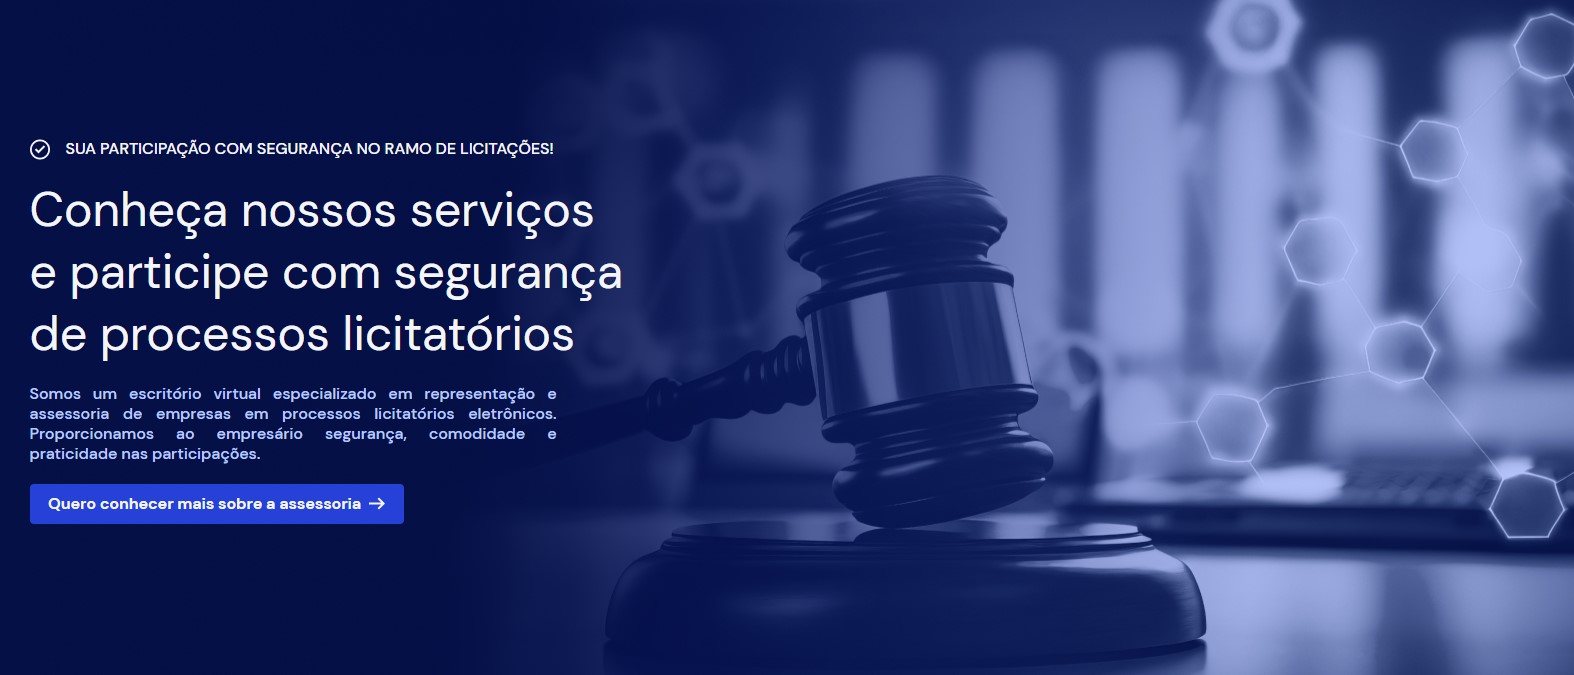 SUA PARTICIPAÇÃO COM SEGURANÇA NO RAMO DE LICITAÇÕES!
Conheça nossos serviços
e participe com segurança
de processos licitatórios
Somos um escritório virtual especializado em representação e
assessoria de empresas em processos licitatórios eletrônicos.
Proporcionamos ao empresário segurança, comodidade e
praticidade nas participações.
Quero conhecer mais sobre a assessoria →